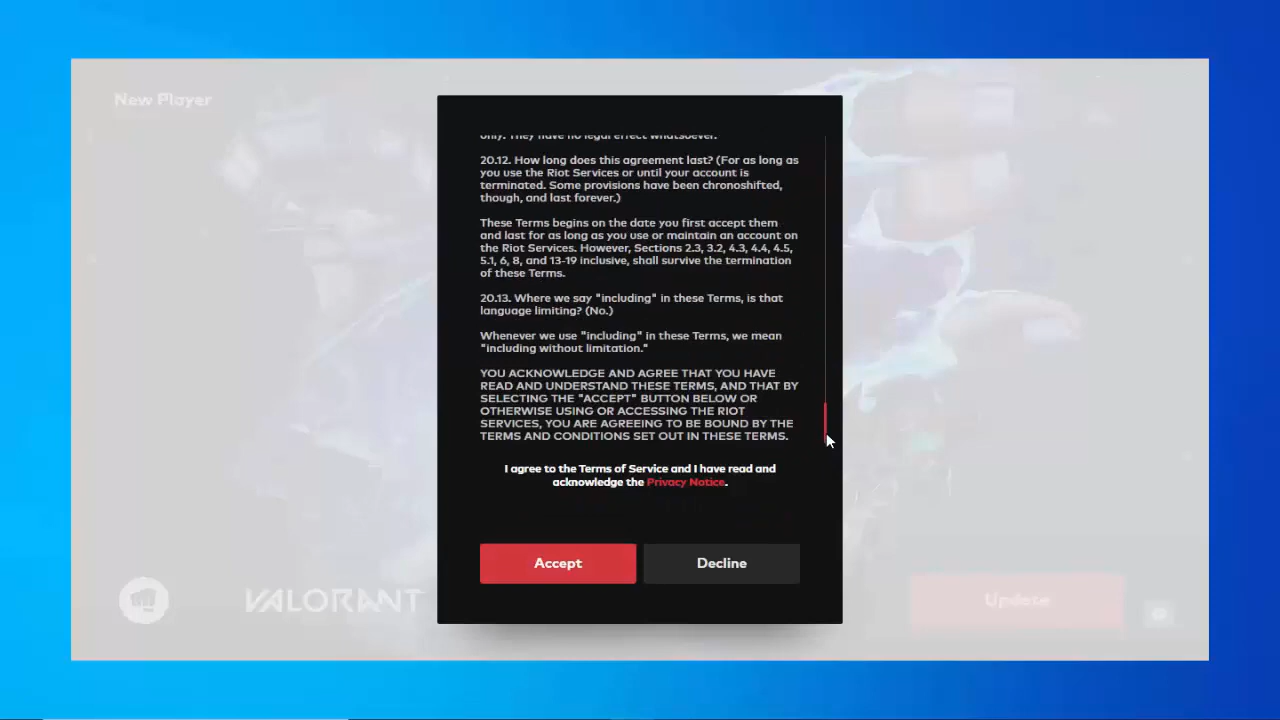 New Player
only. They have no legal effect whatsoever.
20.12. How long does this agreement last? (For as long as
you use the Riot Services or until your account is
terminated. Some provisions have been chronoshifted,
though, and last forever.)
These Terms begins on the date you first accept them
and last for as long as you use or maintain an account on
the Riot Services. However, Sections 2.3, 3.2, 4.3, 4.4, 4.5,
5.1, 6, 8, and 13-19 inclusive, shall survive the termination
of these Terms.
20.13. Where we say "including" in these Terms, is that
language limiting? (No.)
Whenever we use "including" in these Terms, we mean
"including without limitation."
YOU ACKNOWLEDGE AND AGREE THAT YOU HAVE
READ AND UNDERSTAND THESE TERMS, AND THAT BY
SELECTING THE "ACCEPT" BUTTON BELOW OR
OTHERWISE USING OR ACCESSING THE RIOT
SERVICES, YOU ARE AGREEING TO BE BOUND BY THE
TERMS AND CONDITIONS SET OUT IN THESE TERMS.
I agree to the Terms of Service and I have read and
acknowledge the Privacy Notice.
Accept
Decline
VALORANT
Update